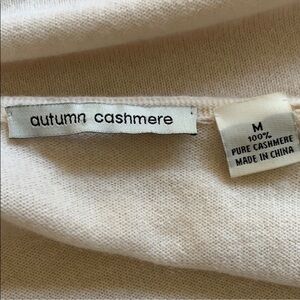 autumn cashmere
M
100%
PURE CASHMERE
MADE IN CHINA